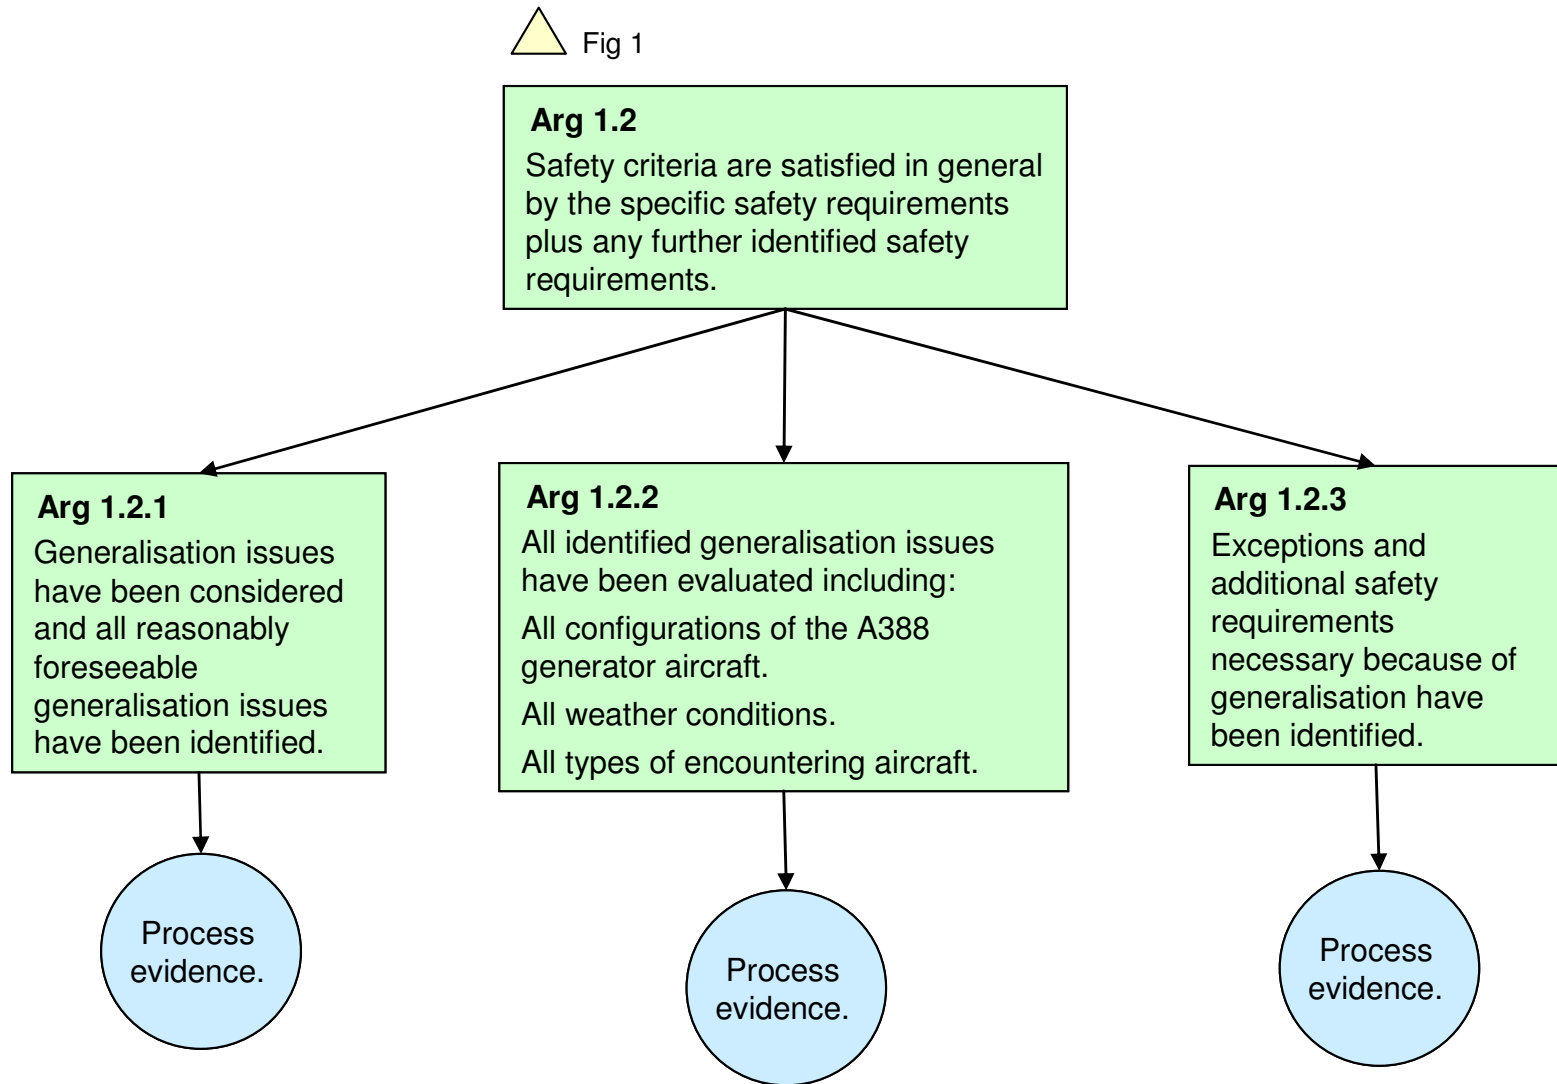 Fig 1
Arg 1.2
Safety criteria are satisfied in general
by the specific safety requirements
plus any further identified safety
requirements.
Arg 1.2.1
Generalisation issues
have been considered
and all reasonably
foreseeable
generalisation issues
have been identified.
Arg 1.2.2
All identified generalisation issues
have been evaluated including:
All configurations of the A388
generator aircraft.
All weather conditions.
All types of encountering aircraft.
Arg 1.2.3
Exceptions and
additional safety
requirements
necessary because of
generalisation have
been identified.
Process
evidence.
Process
evidence.
Process
evidence.